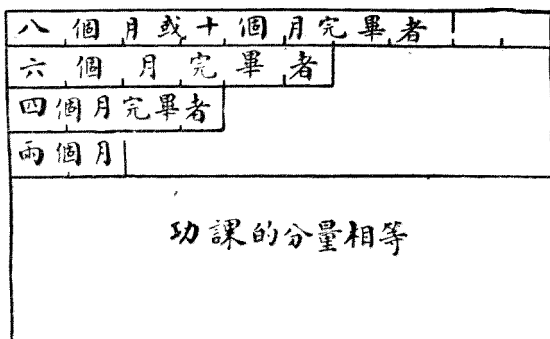 八個月或十個月完畢者
六個月完畢者
四個月完畢者
兩個月
功課的分量相等